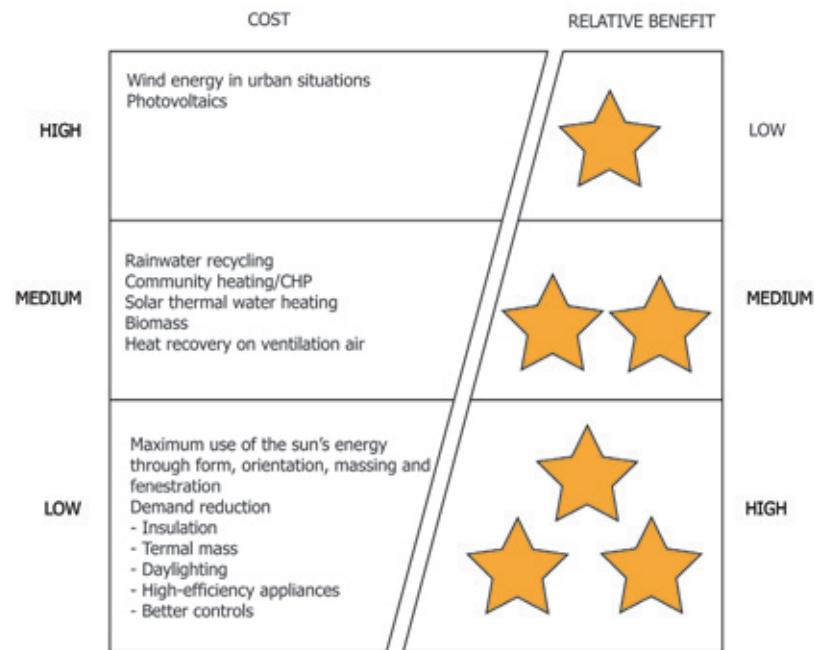 COST
RELATIVE BENEFIT
Wind energy in urban situations
Photovoltaics
HIGH
LOW
Rainwater recycling
Community heating/CHP
Solar thermal water heating
Biomass
Heat recovery on ventilation air
MEDIUM
MEDIUM
Maximum use of the sun's energy
through form, orientation, massing and
fenestration
Demand reduction
- Insulation
- Termal mass
- Daylighting
- High-efficiency appliances
- Better controls
LOW
HIGH